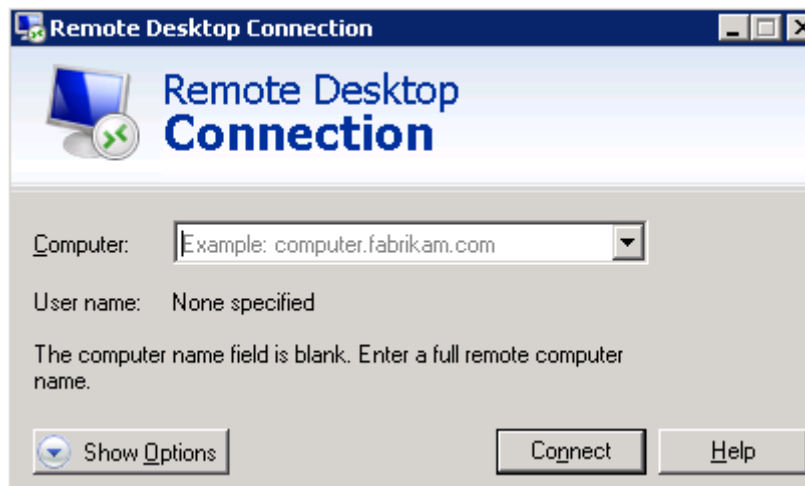 Remote Desktop Connection
Remote Desktop
Connection
Computer: Example: computer.fabrikam.com
User name: None specified
The computer name field is blank. Enter a full remote computer
name.
Show Options Connect Help